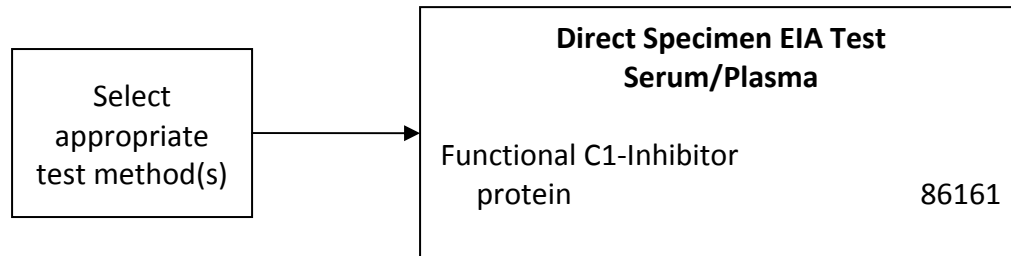 Select
appropriate
test method(s)
Direct Specimen EIA Test
Serum/Plasma
Functional C1-Inhibitor
protein 86161